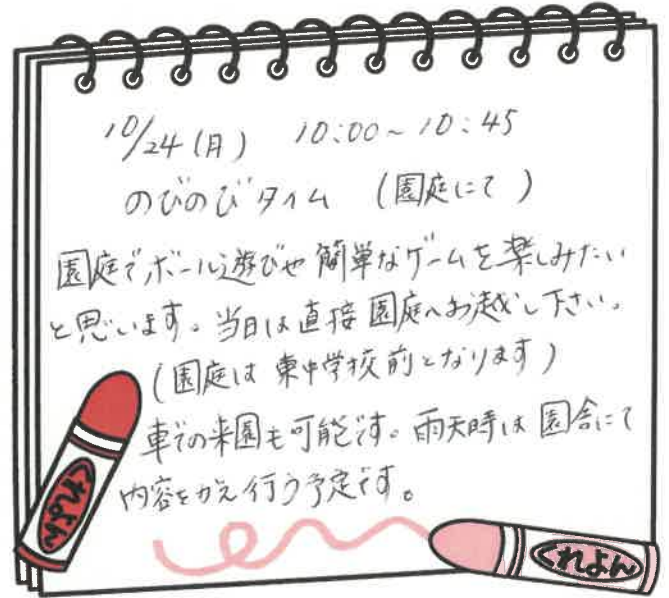 10/24(月) 10:00~10:45
のびのびタイム (園庭にて)
園庭でボール遊びや簡単なゲームを楽しみたい
と思います。当日は直接園庭へお越し下さい。
(園庭は東中学校前となります)
車での来園も可能です。雨天時は園舎にて
内容をかえ行う予定です。
くれよん
くれよん